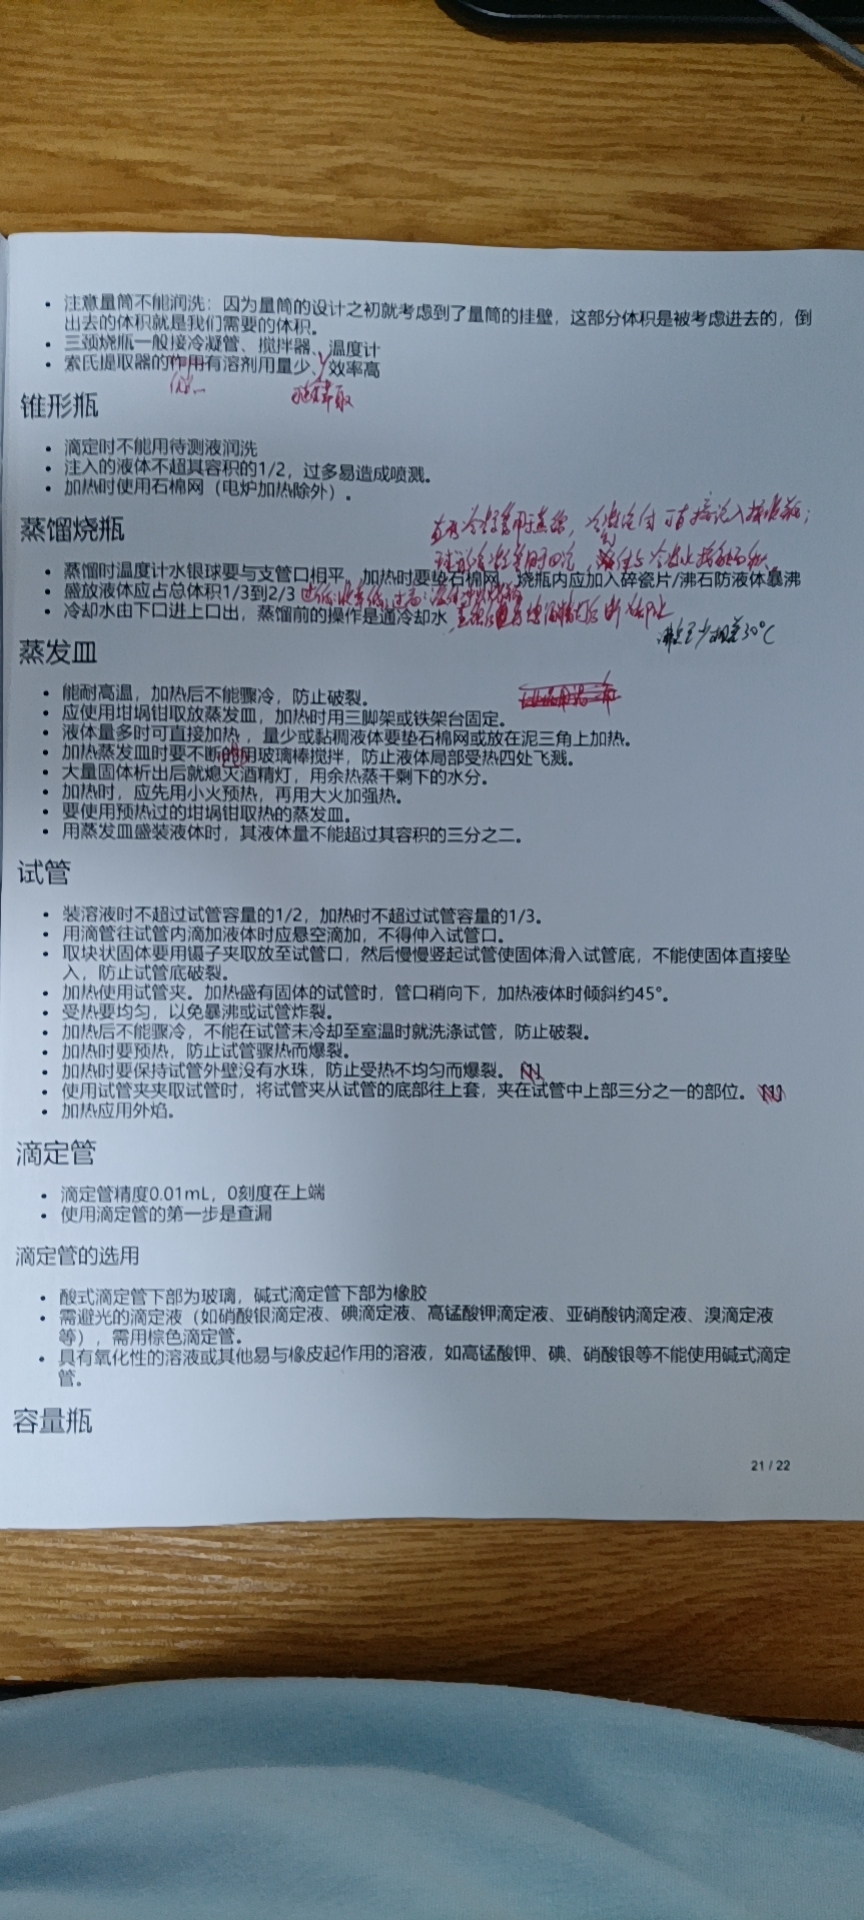 注意量筒不能润洗：因为量筒的设计之初就考虑到了量筒的挂壁，这部分体积是被考虑进去的，倒
出去的体积就是我们需要的体积。
三颈烧瓶一般接冷凝管、搅拌器、温度计
索氏提取器的作用有溶剂用量少、效率高
优点
萃取
锥形瓶
滴定时不能用待测液润洗
注入的液体不超其容积的1/2，过多易造成喷溅。
加热时使用石棉网（电炉加热除外）。
直形冷凝管用于蒸馏，
蒸馏烧瓶
蒸馏时温度计水银球要与支管口相平，加热时要垫石棉网，烧瓶内应加入碎瓷片/沸石防液体暴沸
盛放液体应占总体积1/3到2/3
冷却水由下口进上口出，蒸馏前的操作是通冷却水
沸点至少相差30°C
蒸发皿
能耐高温，加热后不能骤冷，防止破裂。
应使用坩埚钳取放蒸发皿，加热时用三脚架或铁架台固定。
液体量多时可直接加热，量少或黏稠液体要垫石棉网或放在泥三角上加热。
加热蒸发皿时要不断的用玻璃棒搅拌，防止液体局部受热四处飞溅。
大量固体析出后就熄灭酒精灯，用余热蒸干剩下的水分。
加热时，应先用小火预热，再用大火加强热。
要使用预热过的坩埚钳取热的蒸发皿。
用蒸发皿盛装液体时，其液体量不能超过其容积的三分之二。
试管
装溶液时不超过试管容量的1/2，加热时不超过试管容量的1/3。
用滴管往试管内滴加液体时应悬空滴加，不得伸入试管口。
取块状固体要用镊子夹取放至试管口，然后慢慢竖起试管使固体滑入试管底，不能使固体直接坠
入，防止试管底破裂。
加热使用试管夹。加热盛有固体的试管时，管口稍向下，加热液体时倾斜约45°。
受热要均匀，以免暴沸或试管炸裂。
加热后不能骤冷，不能在试管未冷却至室温时就洗涤试管，防止破裂。
加热时要预热，防止试管骤热而爆裂。
加热时要保持试管外壁没有水珠，防止受热不均匀而爆裂。[1]
使用试管夹夹取试管时，将试管夹从试管的底部往上套，夹在试管中上部三分之一的部位。[1]
加热应用外焰。
滴定管
滴定管精度0.01mL，0刻度在上端
使用滴定管的第一步是查漏
滴定管的选用
酸式滴定管下部为玻璃，碱式滴定管下部为橡胶
需避光的滴定液（如硝酸银滴定液、碘滴定液、高锰酸钾滴定液、亚硝酸钠滴定液、溴滴定液
等），需用棕色滴定管。
具有氧化性的溶液或其他易与橡皮起作用的溶液，如高锰酸钾、碘、硝酸银等不能使用碱式滴定
管。
容量瓶
21 / 22